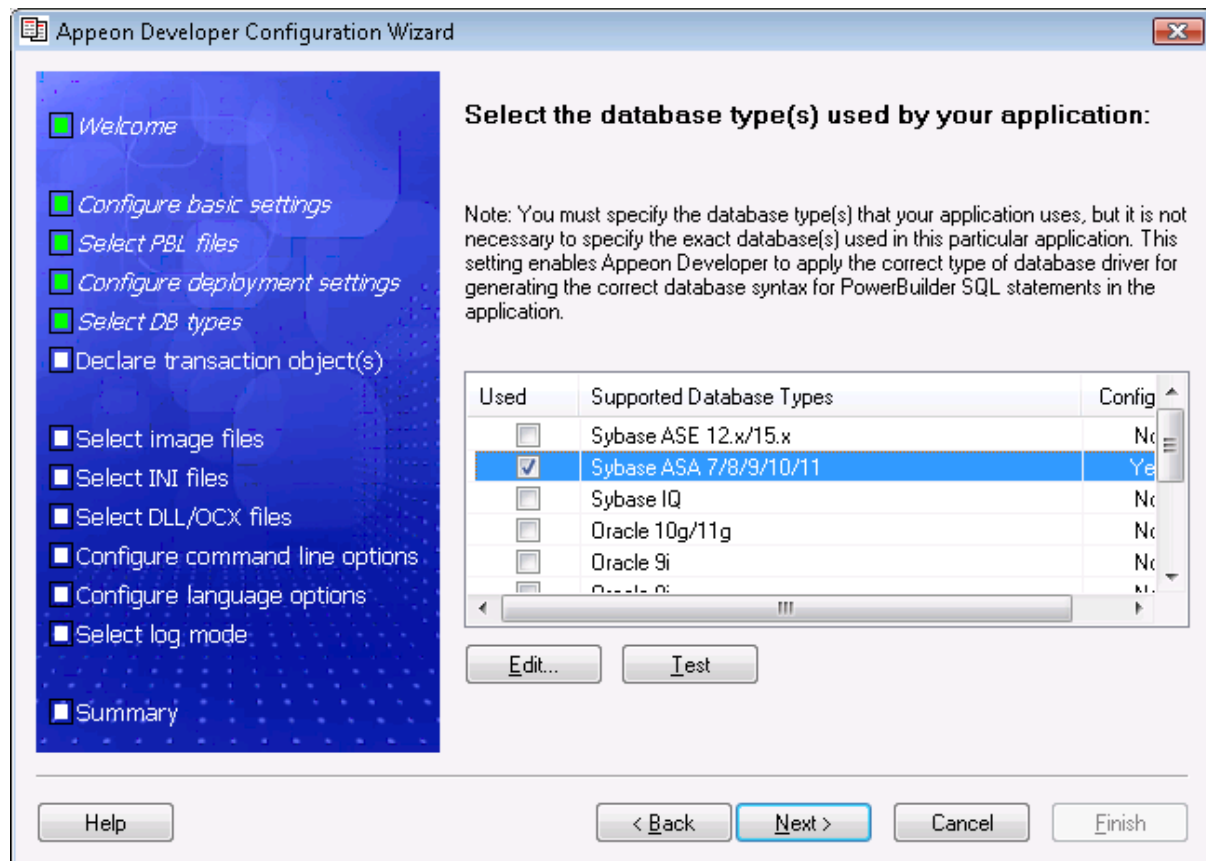 Appeon Developer Configuration Wizard
Welcome
Configure basic settings
Select PBL files
Configure deployment settings
Select DB types
Declare transaction object(s)
Select image files
Select INI files
Select DLL/OCX files
Configure command line options
Configure language options
Select log mode
Summary
Select the database type(s) used by your application:
Note: You must specify the database type(s) that your application uses, but it is not
necessary to specify the exact database(s) used in this particular application. This
setting enables Appeon Developer to apply the correct type of database driver for
generating the correct database syntax for PowerBuilder SQL statements in the
application.
Used Supported Database Types Config
Sybase ASE 12.x/15.x
Sybase ASA 7/8/9/10/11 Ye
Sybase IQ
Oracle 10g/11g
Oracle 9i
Edit...
Test
Help
< Back
Next >
Cancel
Finish